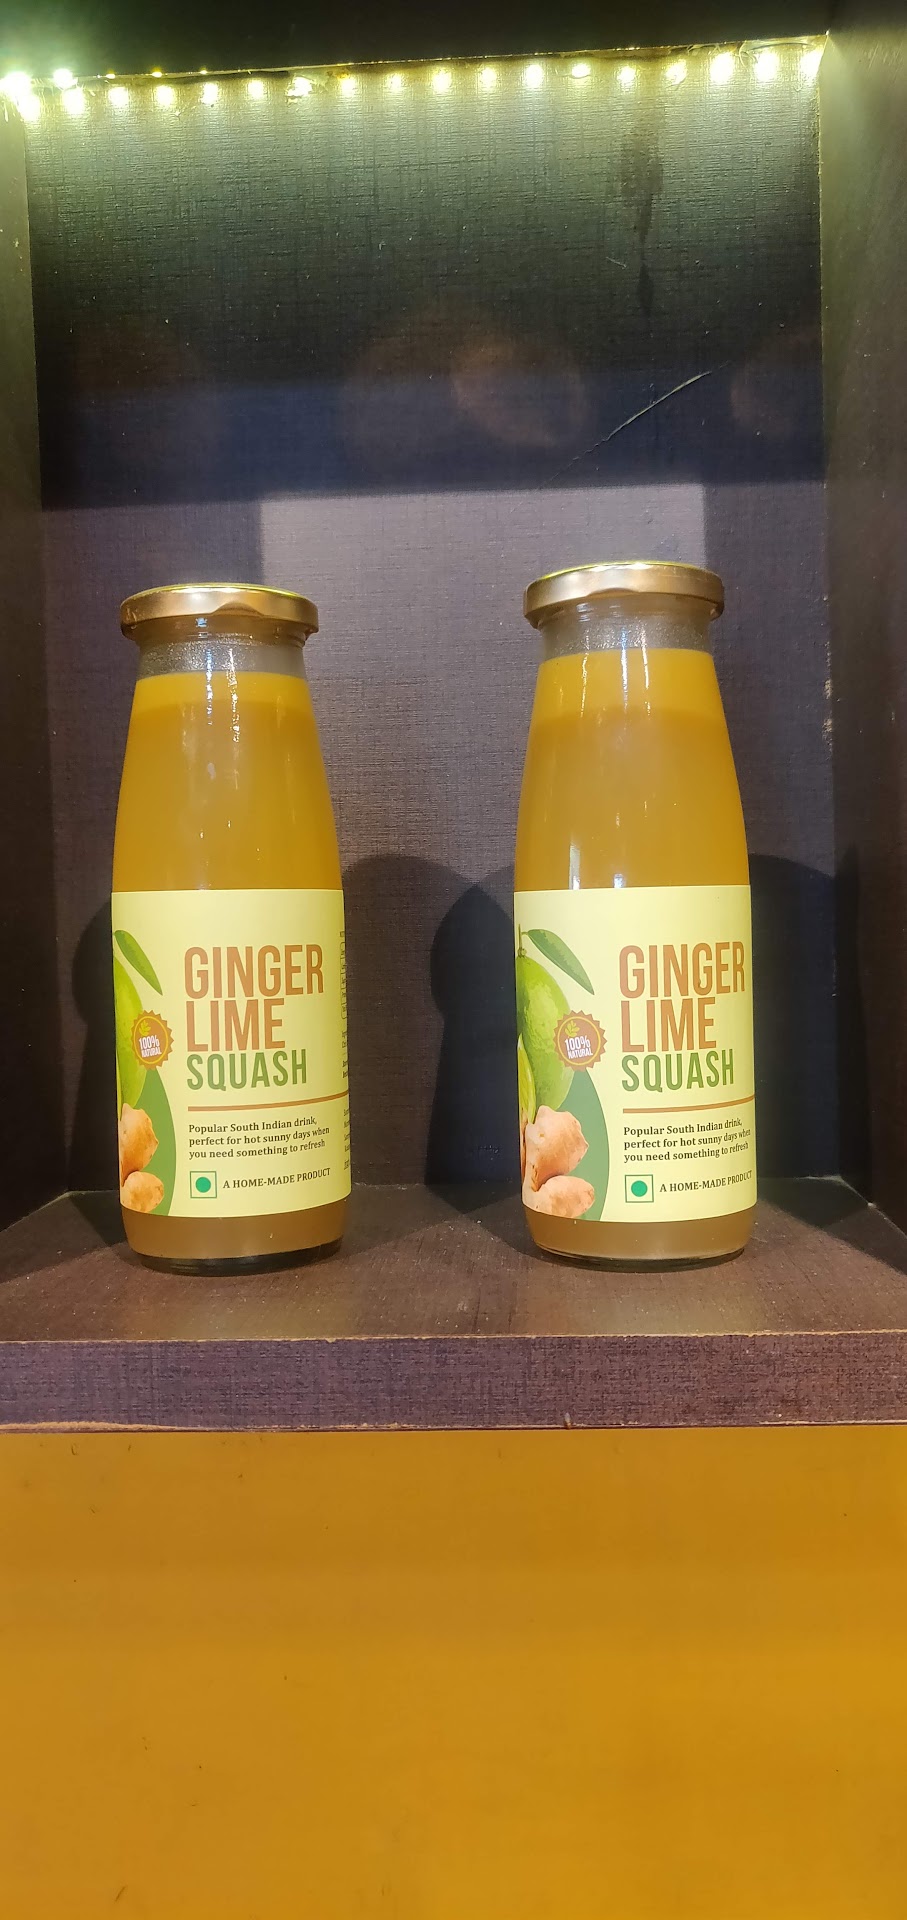 GINGER
LIME
SQUASH
100%
NATURAL
Popular South Indian drink,
perfect for hot sunny days when
you need something to refresh
A HOME-MADE PRODUCT
GINGER
LIME
SQUASH
100%
NATURAL
Popular South Indian drink,
perfect for hot sunny days when
you need something to refresh
A HOME-MADE PRODUCT